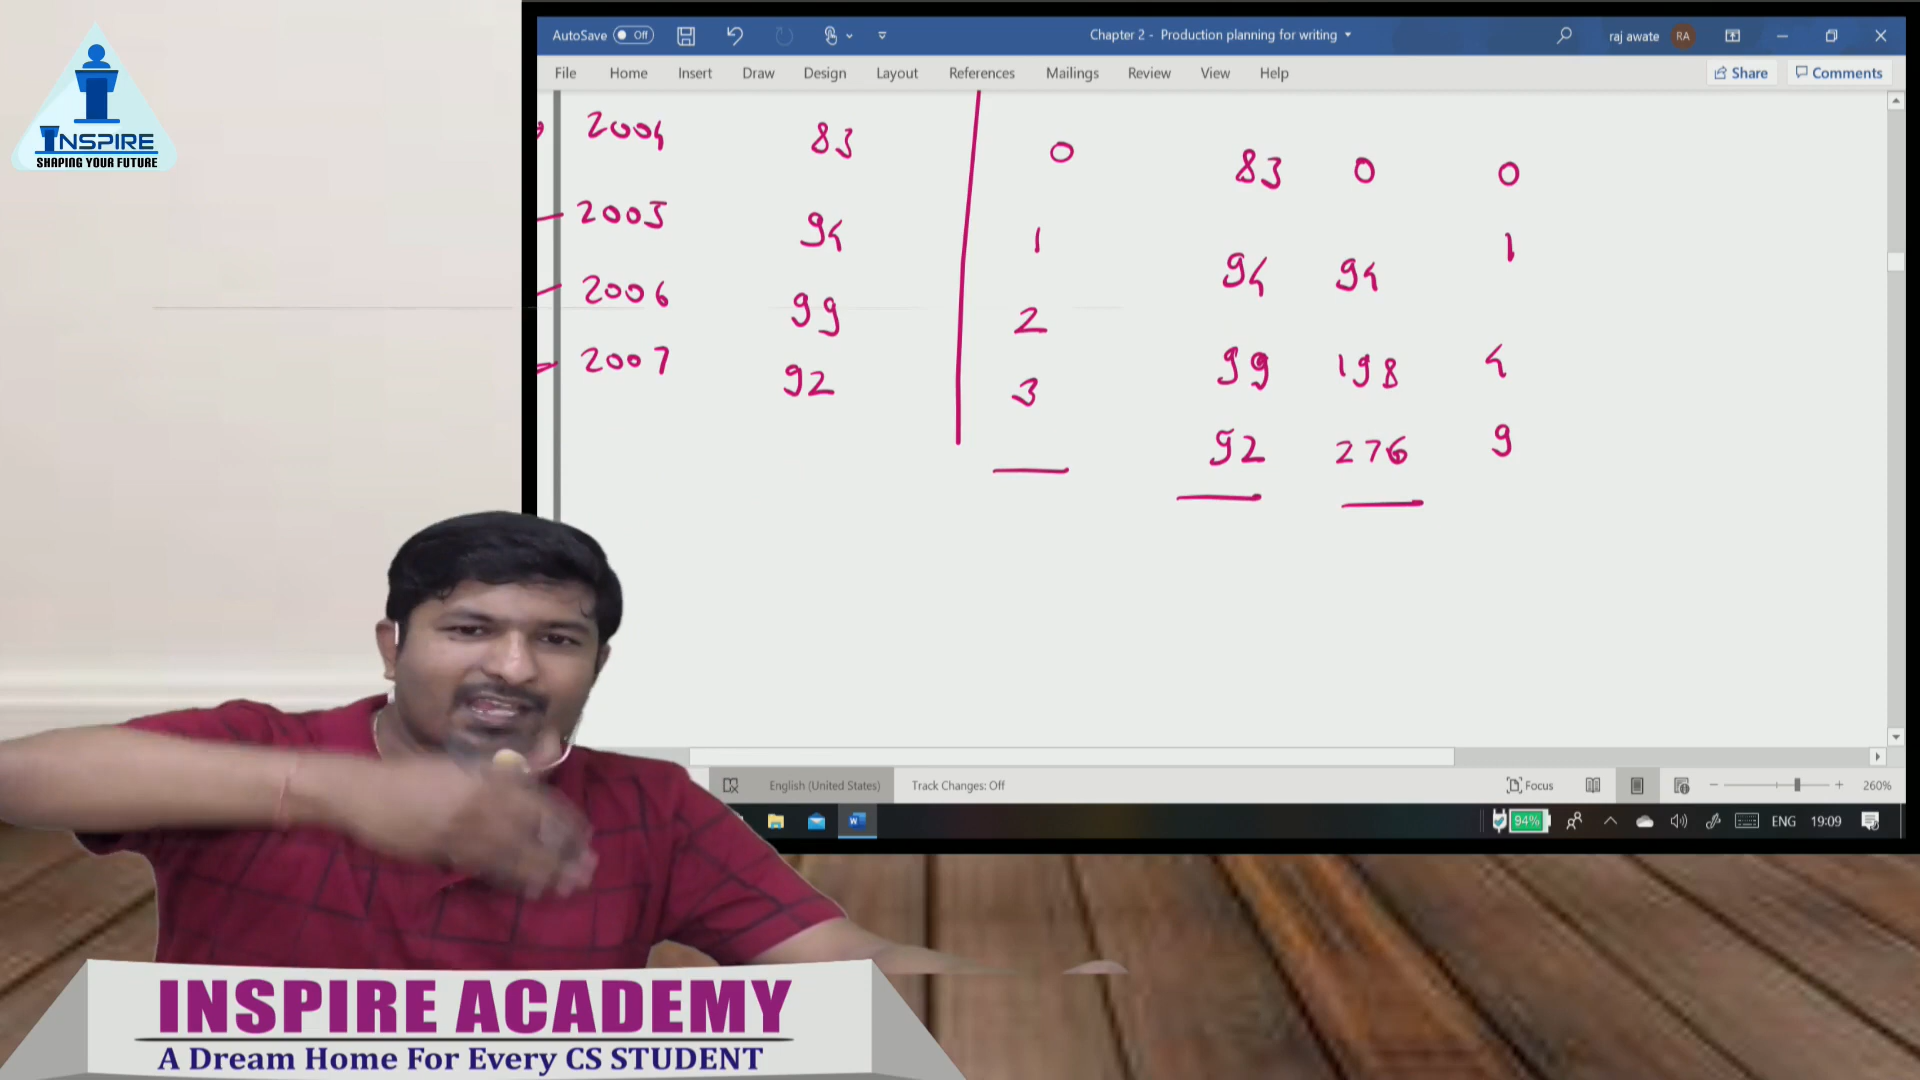 INSPIRE
SHAPING YOUR FUTURE
AutoSave Off
Chapter 2 - Production planning for writing
raj awate RA
File Home Insert Draw Design Layout References Mailings Review View Help
Share Comments
2004 83 0 83 0 0
2005 94 1 94 94 1
2006 99 2 99 198 4
2007 92 3 92 276 9
English (United States) Track Changes: Off
Focus
260%
94%
ENG 19:09
INSPIRE ACADEMY
A Dream Home For Every CS STUDENT